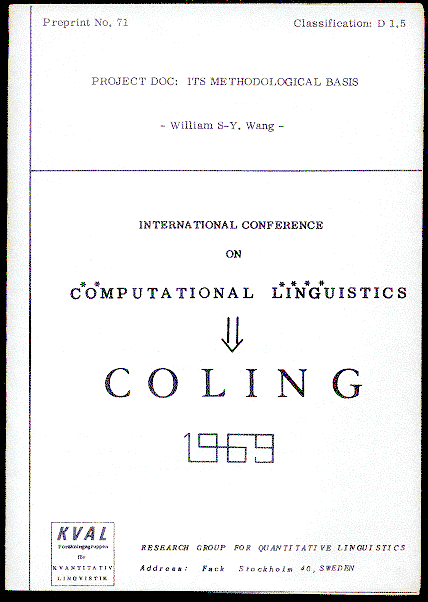 Preprint No. 71
Classification: D 1,5
PROJECT DOC: ITS METHODOLOGICAL BASIS
- William S-Y. Wang -
INTERNATIONAL CONFERENCE
ON
COMPUTATIONAL LINGUISTICS
⇓
COLING
1969
KVAL
Forskningsgruppen
för
KVANTITATIV
LINGVISTIK
RESEARCH GROUP FOR QUANTITATIVE LINGUISTICS
Address: Fack Stockholm 40, SWEDEN